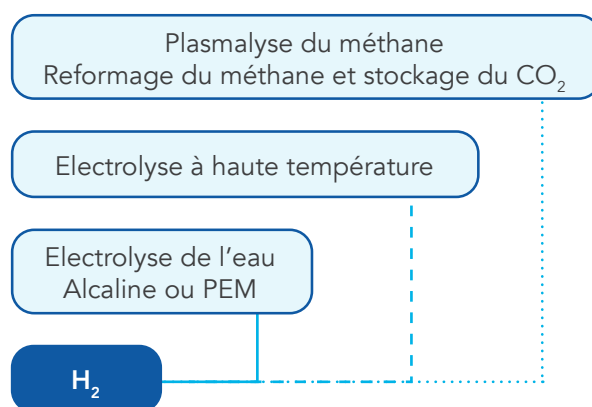 Plasmalyse du méthane
Reformage du méthane et stockage du CO₂
Electrolyse à haute température
Electrolyse de l’eau
Alcaline ou PEM
H₂